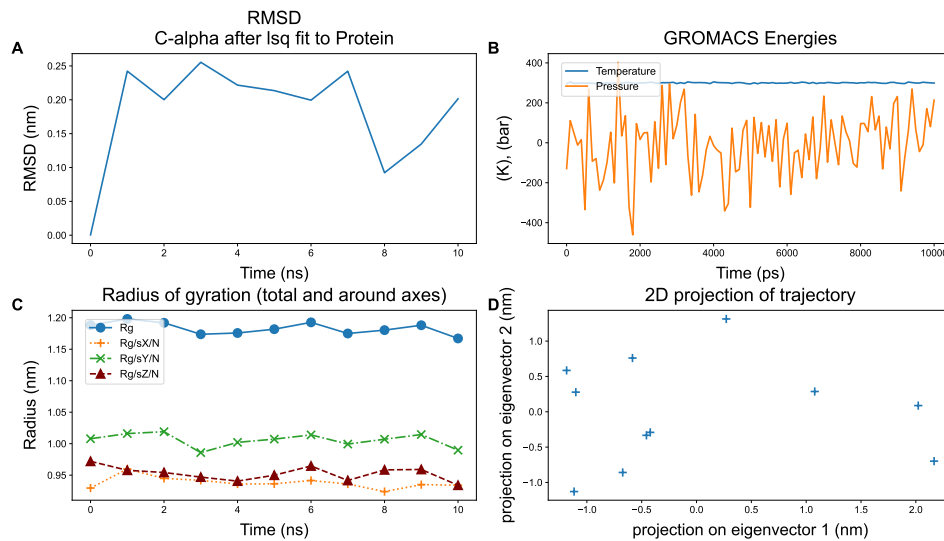 RMSD
C-alpha after lsq fit to Protein
A
RMSD (nm)
0.25
0.20
0.15
0.10
0.05
0.00
0 2 4 6 8 10
Time (ns)
B
GROMACS Energies
Temperature
Pressure
(K), (bar)
400
200
0
−200
−400
0 2000 4000 6000 8000 10000
Time (ps)
C
Radius of gyration (total and around axes)
Rg
Rg/sX/N
Rg/sY/N
Rg/sZ/N
Radius (nm)
1.20
1.15
1.10
1.05
1.00
0.95
0 2 4 6 8 10
Time (ns)
D
2D projection of trajectory
projection on eigenvector 2 (nm)
1.0
0.5
0.0
−0.5
−1.0
−1.0 −0.5 0.0 0.5 1.0 1.5 2.0
projection on eigenvector 1 (nm)